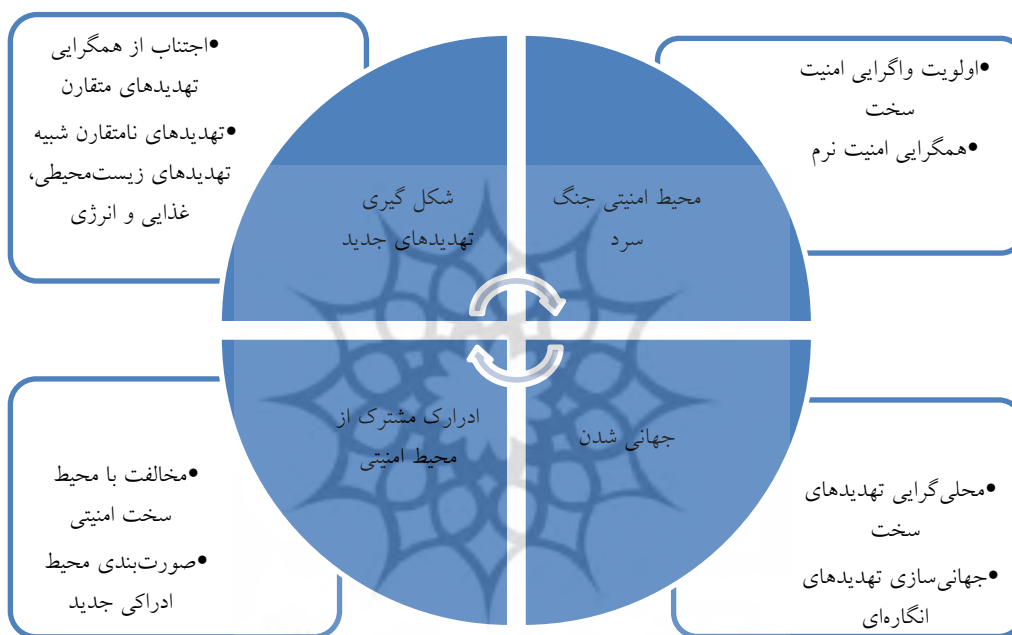 •اولویت واگرایی امنیت
سخت
•همگرایی امنیت نرم
•اجتناب از همگرایی
تهدیدهای متقارن
•تهدیدهای نامتقارن شبیه
تهدیدهای زیست‌محیطی،
غذایی و انرژی
محیط امنیتی جنگ
سرد
شکل گیری
تهدیدهای جدید
جهانی شدن
ادرارک مشترک از
محیط امنیتی
•محلی‌گرایی تهدیدهای
سخت
•جهانی‌سازی تهدیدهای
انگاره‌ای
•مخالفت با محیط
سخت امنیتی
•صورت‌بندی محیط
ادراکی جدید